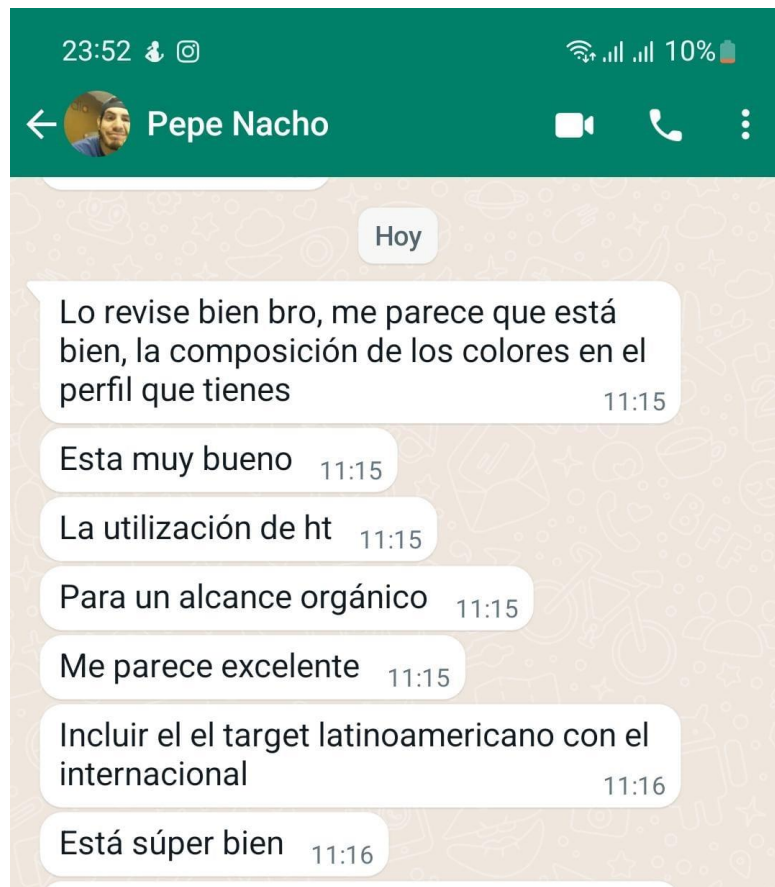 23:52 10%
Pepe Nacho
Hoy
Lo revise bien bro, me parece que está
bien, la composición de los colores en el
perfil que tienes
11:15
Esta muy bueno 11:15
La utilización de ht 11:15
Para un alcance orgánico 11:15
Me parece excelente 11:15
Incluir el el target latinoamericano con el
internacional 11:16
Está súper bien 11:16